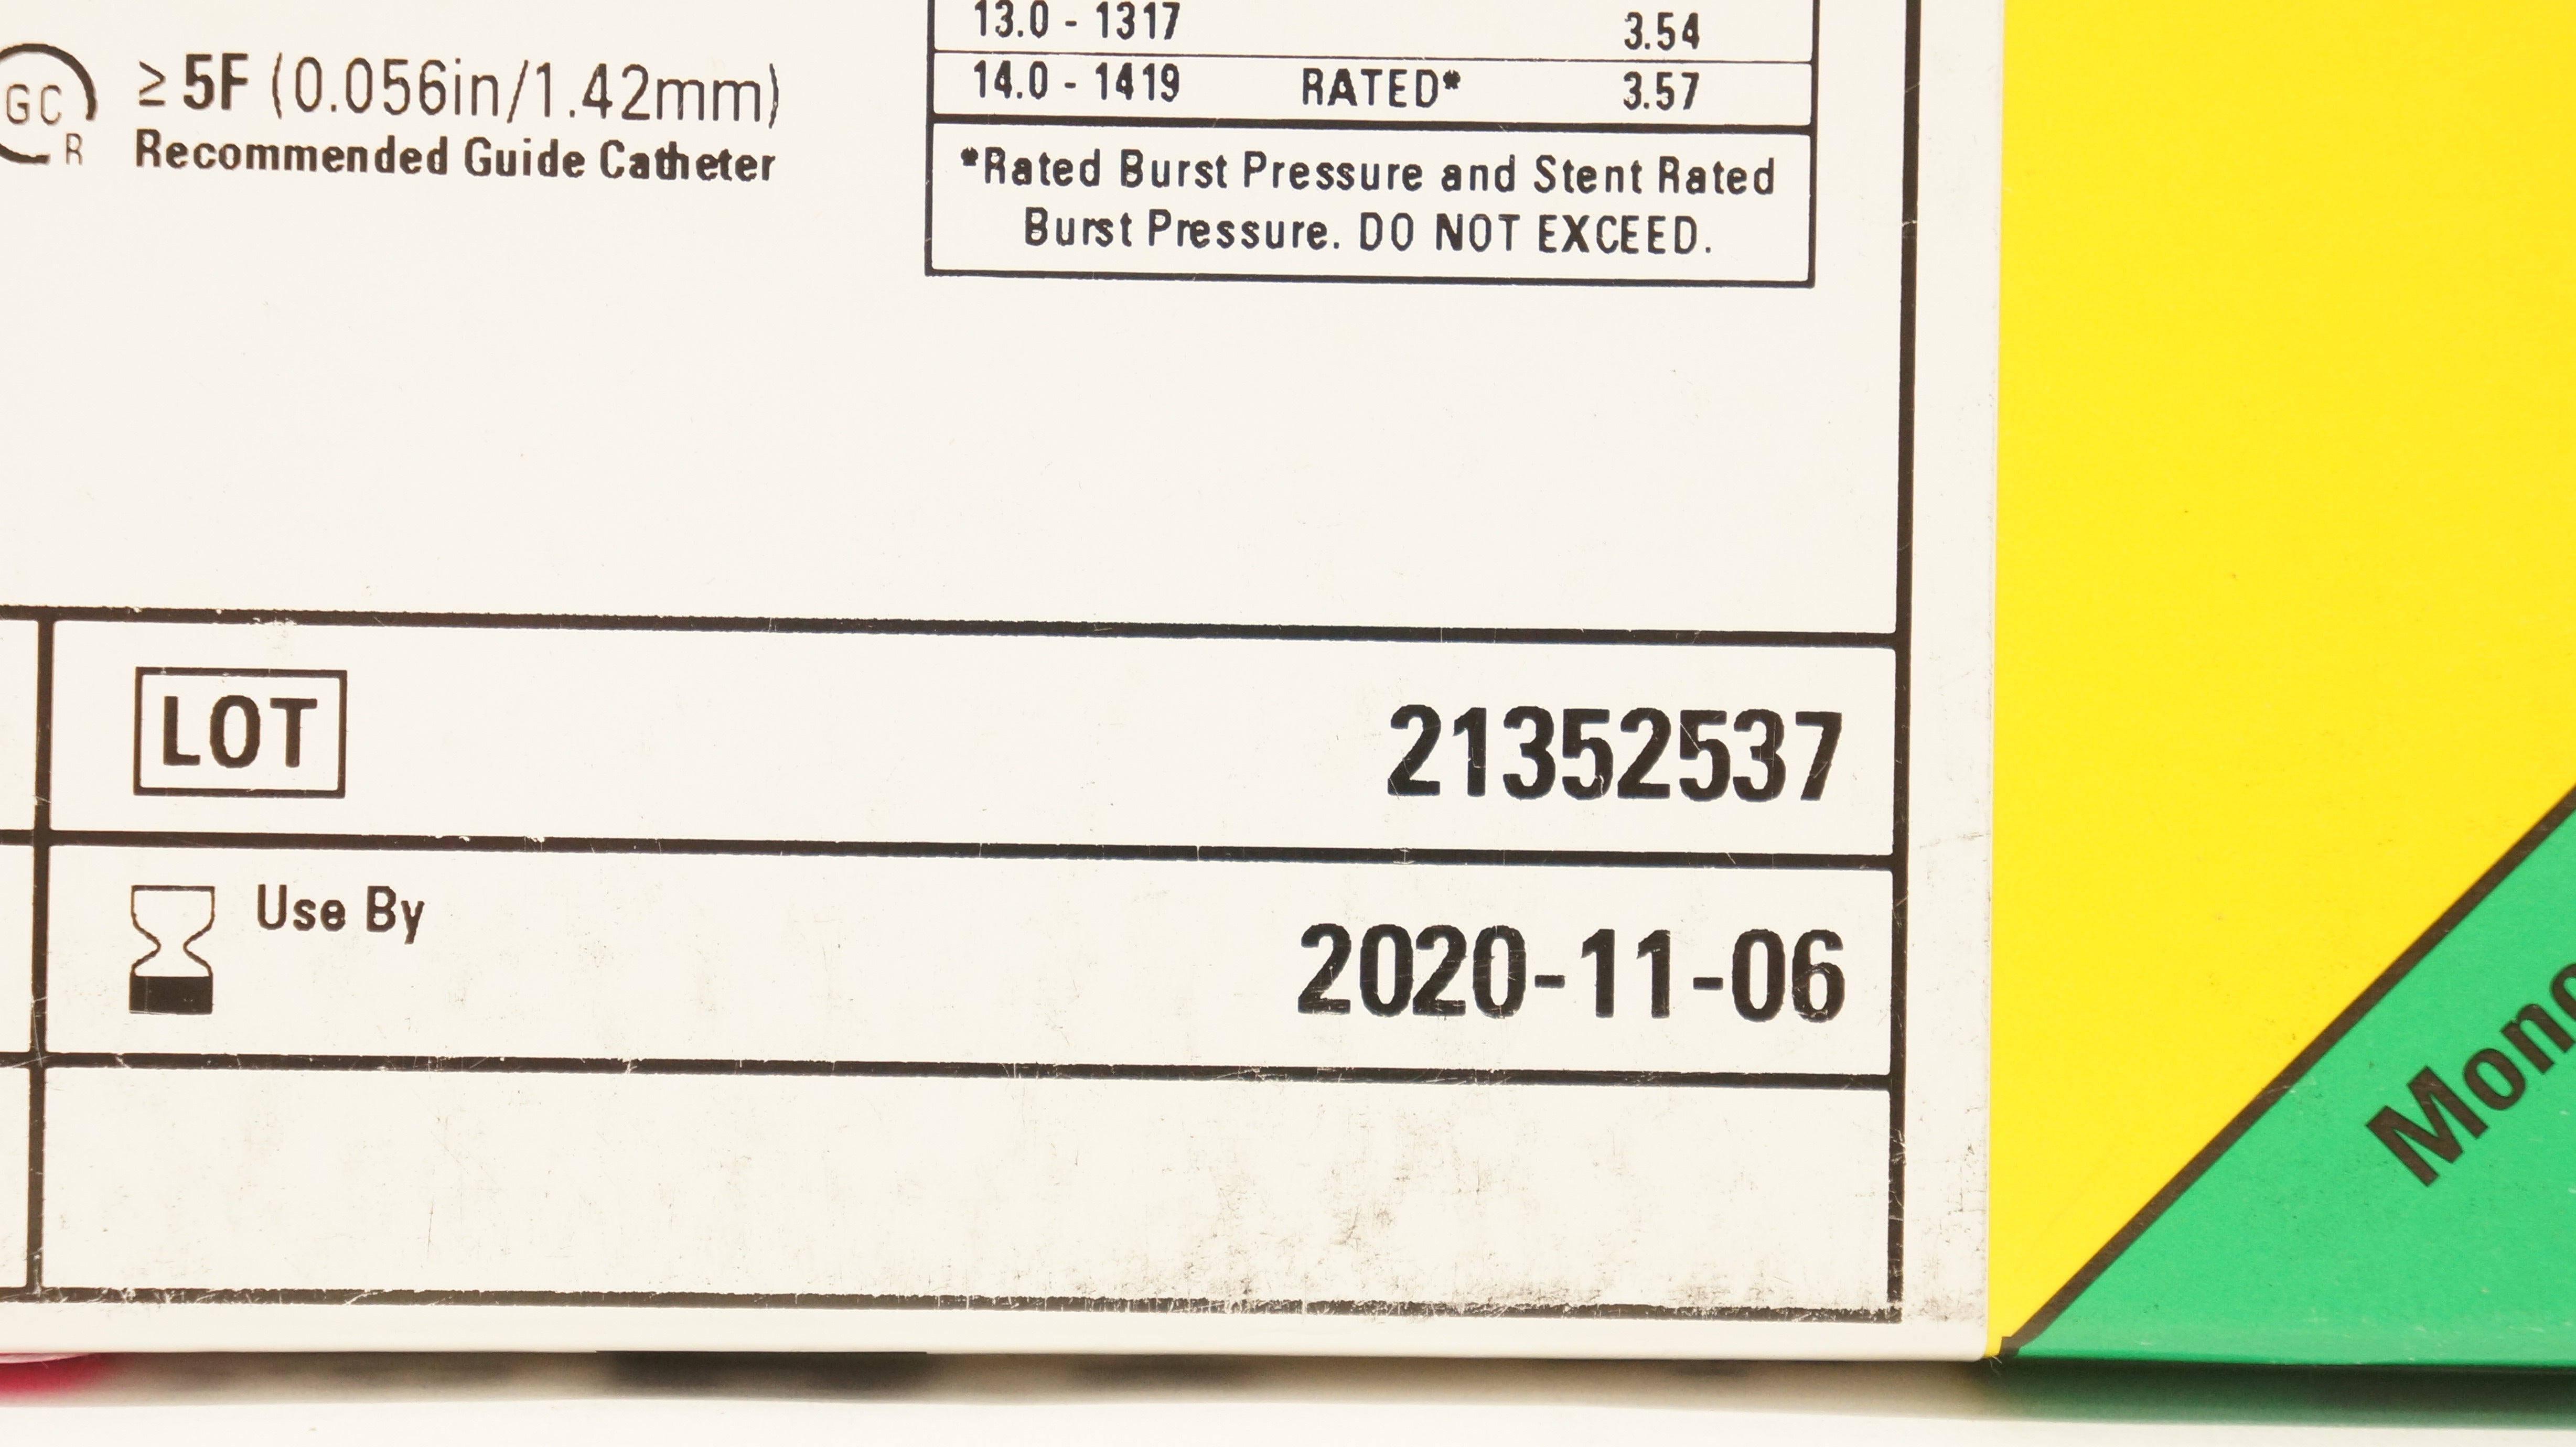 13.0 - 1317 3.54
14.0 - 1419 RATED* 3.57
GC
R
≥ 5F (0.056in/1.42mm)
Recommended Guide Catheter
*Rated Burst Pressure and Stent Rated
Burst Pressure. DO NOT EXCEED.
LOT 21352537
Use By
2020-11-06